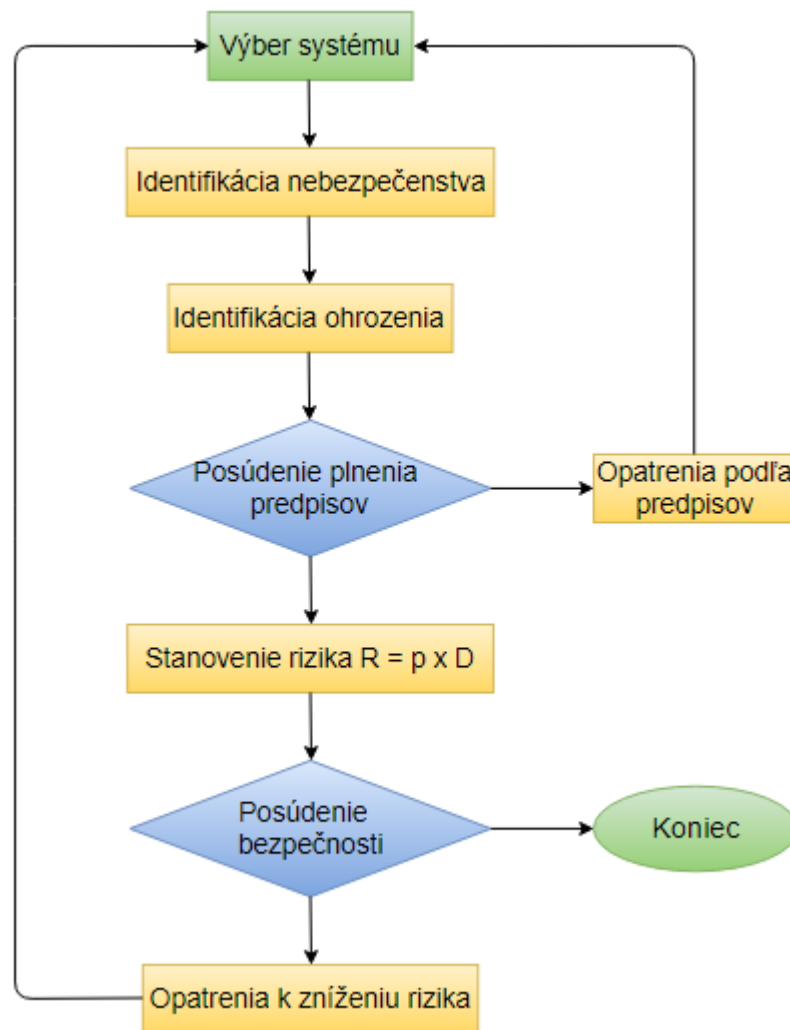 Výber systému
Identifikácia nebezpečenstva
Identifikácia ohrozenia
Posúdenie plnenia
predpisov
Opatrenia podľa
predpisov
Stanovenie rizika R = p x D
Posúdenie
bezpečnosti
Koniec
Opatrenia k zníženiu rizika